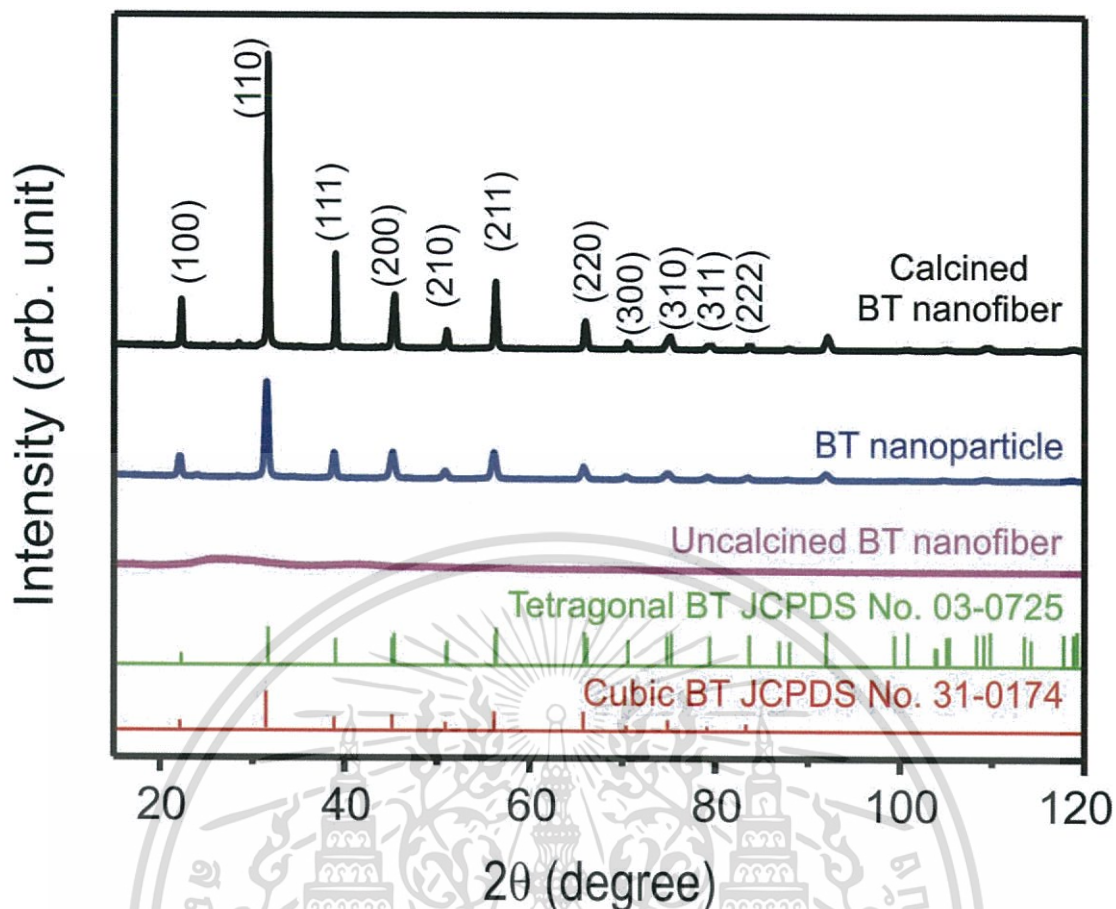 Intensity (arb. unit)
(100)
(110)
(111)
(200)
(210)
(211)
(220)
(300)
(310)
(311)
(222)
Calcined
BT nanofiber
BT nanoparticle
Uncalcined BT nanofiber
Tetragonal BT JCPDS No. 03-0725
Cubic BT JCPDS No. 31-0174
20
40
60
80
100
120
2θ (degree)